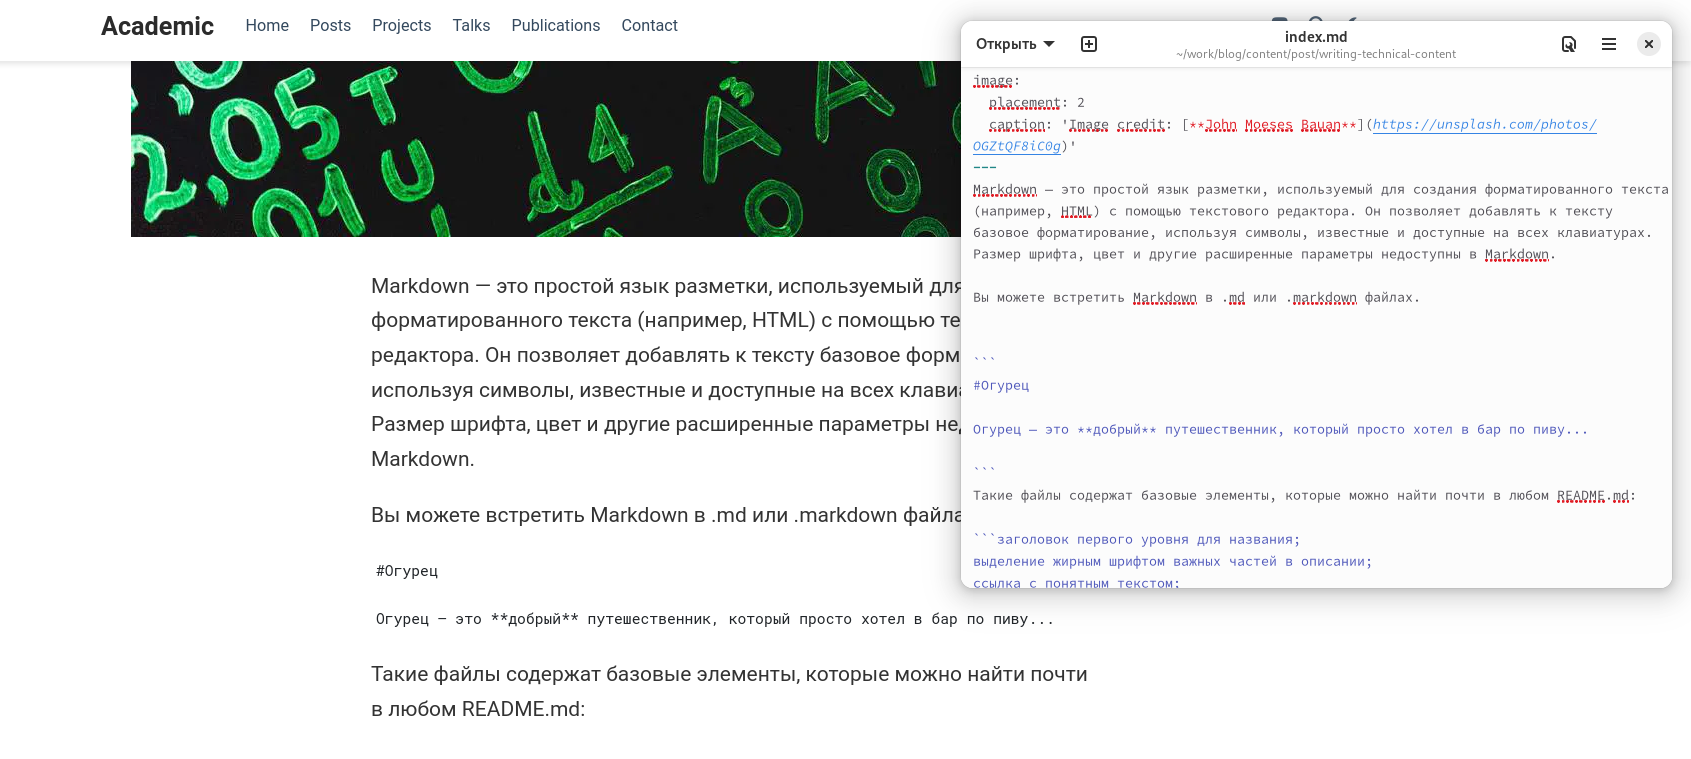 Academic
Home Posts Projects Talks Publications Contact
Markdown — это простой язык разметки, используемый для
форматированного текста (например, HTML) с помощью те
редактора. Он позволяет добавлять к тексту базовое форм
используя символы, известные и доступные на всех клави
Размер шрифта, цвет и другие расширенные параметры нед
Markdown.
Вы можете встретить Markdown в .md или .markdown файла
#Огурец
Огурец — это **добрый** путешественник, который просто хотел в бар по пиву...
Такие файлы содержат базовые элементы, которые можно найти почти
в любом README.md:
Открыть
index.md
~/work/blog/content/post/writing-technical-content
image:
placement: 2
caption: 'Image credit: [**John Moeses Bauan**](https://unsplash.com/photos/
OGZtQF8iC0g)'
---
Markdown — это простой язык разметки, используемый для создания форматированного текста
(например, HTML) с помощью текстового редактора. Он позволяет добавлять к тексту
базовое форматирование, используя символы, известные и доступные на всех клавиатурах.
Размер шрифта, цвет и другие расширенные параметры недоступны в Markdown.
Вы можете встретить Markdown в .md или .markdown файлах.
```
#Огурец
Огурец — это **добрый** путешественник, который просто хотел в бар по пиву...
```
Такие файлы содержат базовые элементы, которые можно найти почти в любом README.md:
```заголовок первого уровня для названия;
выделение жирным шрифтом важных частей в описании;
ссылка с понятным текстом;